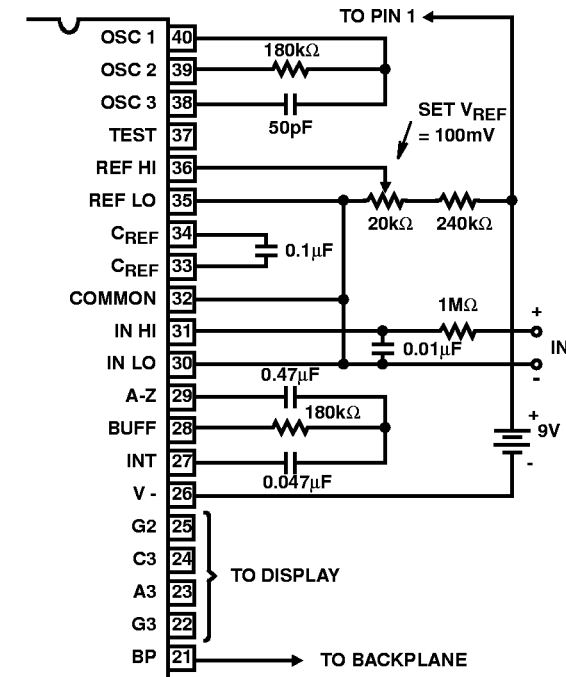 TO PIN 1
OSC 1 40
180kΩ
OSC 2 39
OSC 3 38
50pF
SET VREF
= 100mV
TEST 37
REF HI 36
REF LO 35
20kΩ 240kΩ
CREF 34
0.1µF
CREF 33
COMMON 32
1MΩ
IN HI 31
+
0.01µF
IN
IN LO 30
-
0.47µF
A-Z 29
180kΩ
BUFF 28
+
9V
INT 27
-
0.047µF
V - 26
G2 25
C3 24
TO DISPLAY
A3 23
G3 22
BP 21
TO BACKPLANE